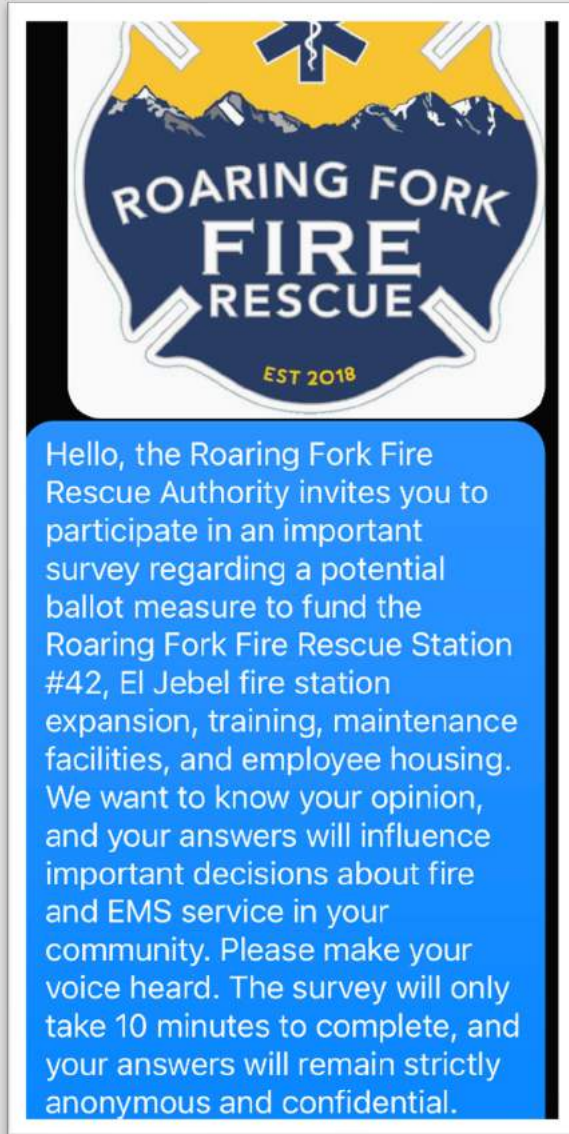 ROARING FORK
FIRE
RESCUE
EST 2018
Hello, the Roaring Fork Fire
Rescue Authority invites you to
participate in an important
survey regarding a potential
ballot measure to fund the
Roaring Fork Fire Rescue Station
#42, El Jebel fire station
expansion, training, maintenance
facilities, and employee housing.
We want to know your opinion,
and your answers will influence
important decisions about fire
and EMS service in your
community. Please make your
voice heard. The survey will only
take 10 minutes to complete, and
your answers will remain strictly
anonymous and confidential.